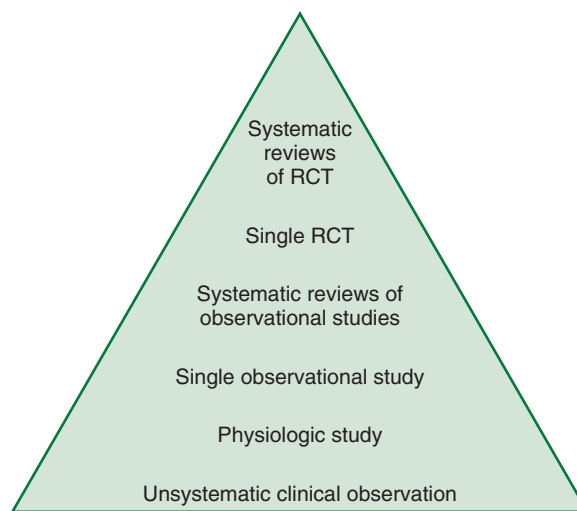 Systematic
reviews
of RCT
Single RCT
Systematic reviews of
observational studies
Single observational study
Physiologic study
Unsystematic clinical observation